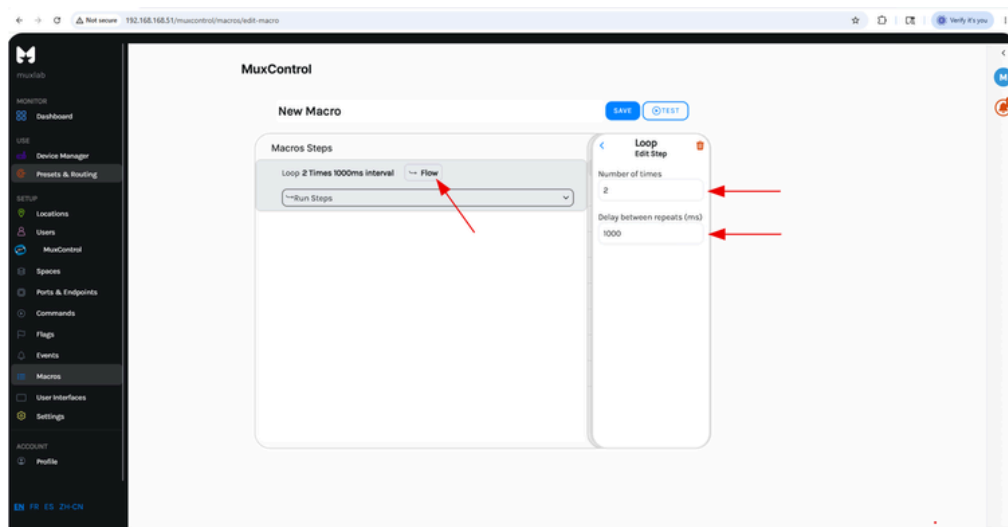 Not secure 192.168.168.51/muxcontrol/macros/edit-macro
Verify it's you
muxlab
MONITOR
Dashboard
USE
Device Manager
Presets & Routing
SETUP
Locations
Users
MuxControl
Spaces
Ports & Endpoints
Commands
Flags
Events
Macros
User Interfaces
Settings
ACCOUNT
Profile
EN FR ES ZH-CN
MuxControl
New Macro
SAVE TEST
Macros Steps
Loop 2 Times 1000ms interval Flow
Run Steps
Loop
Edit Step
Number of times
2
Delay between repeats (ms)
1000
M